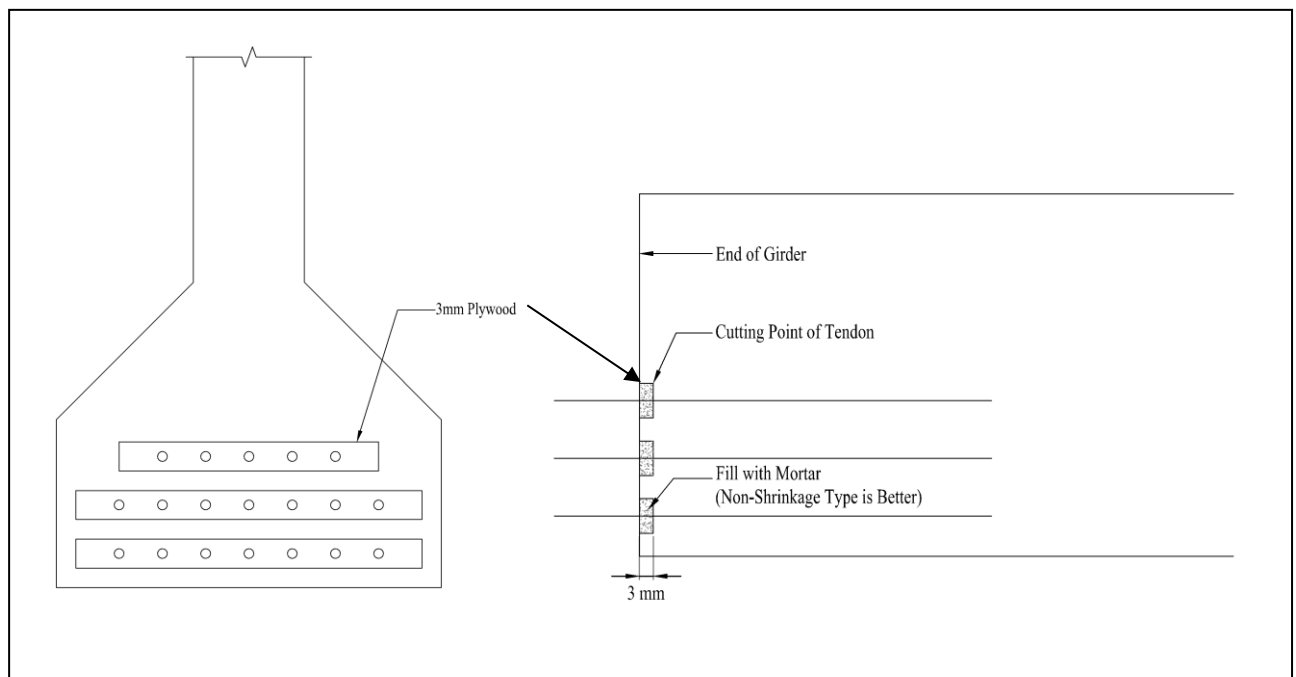 3mm Plywood
End of Girder
Cutting Point of Tendon
Fill with Mortar
(Non-Shrinkage Type is Better)
3 mm